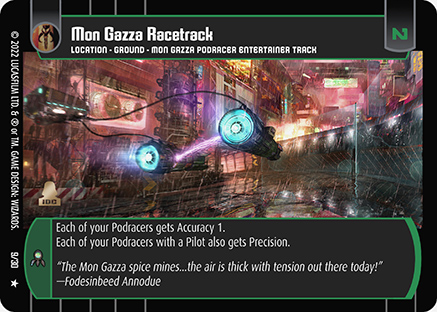 Mon Gazza Racetrack
LOCATION - GROUND - MON GAZZA PODRACER ENTERTAINER TRACK
N
© 2022 LUCASFILM LTD. & ® or TM. GAME DESIGN: WIZARDS.
9/30
IDC
Each of your Podracers gets Accuracy 1.
Each of your Podracers with a Pilot also gets Precision.
“The Mon Gazza spice mines...the air is thick with tension out there today!”
—Fodesinbeed Annodue